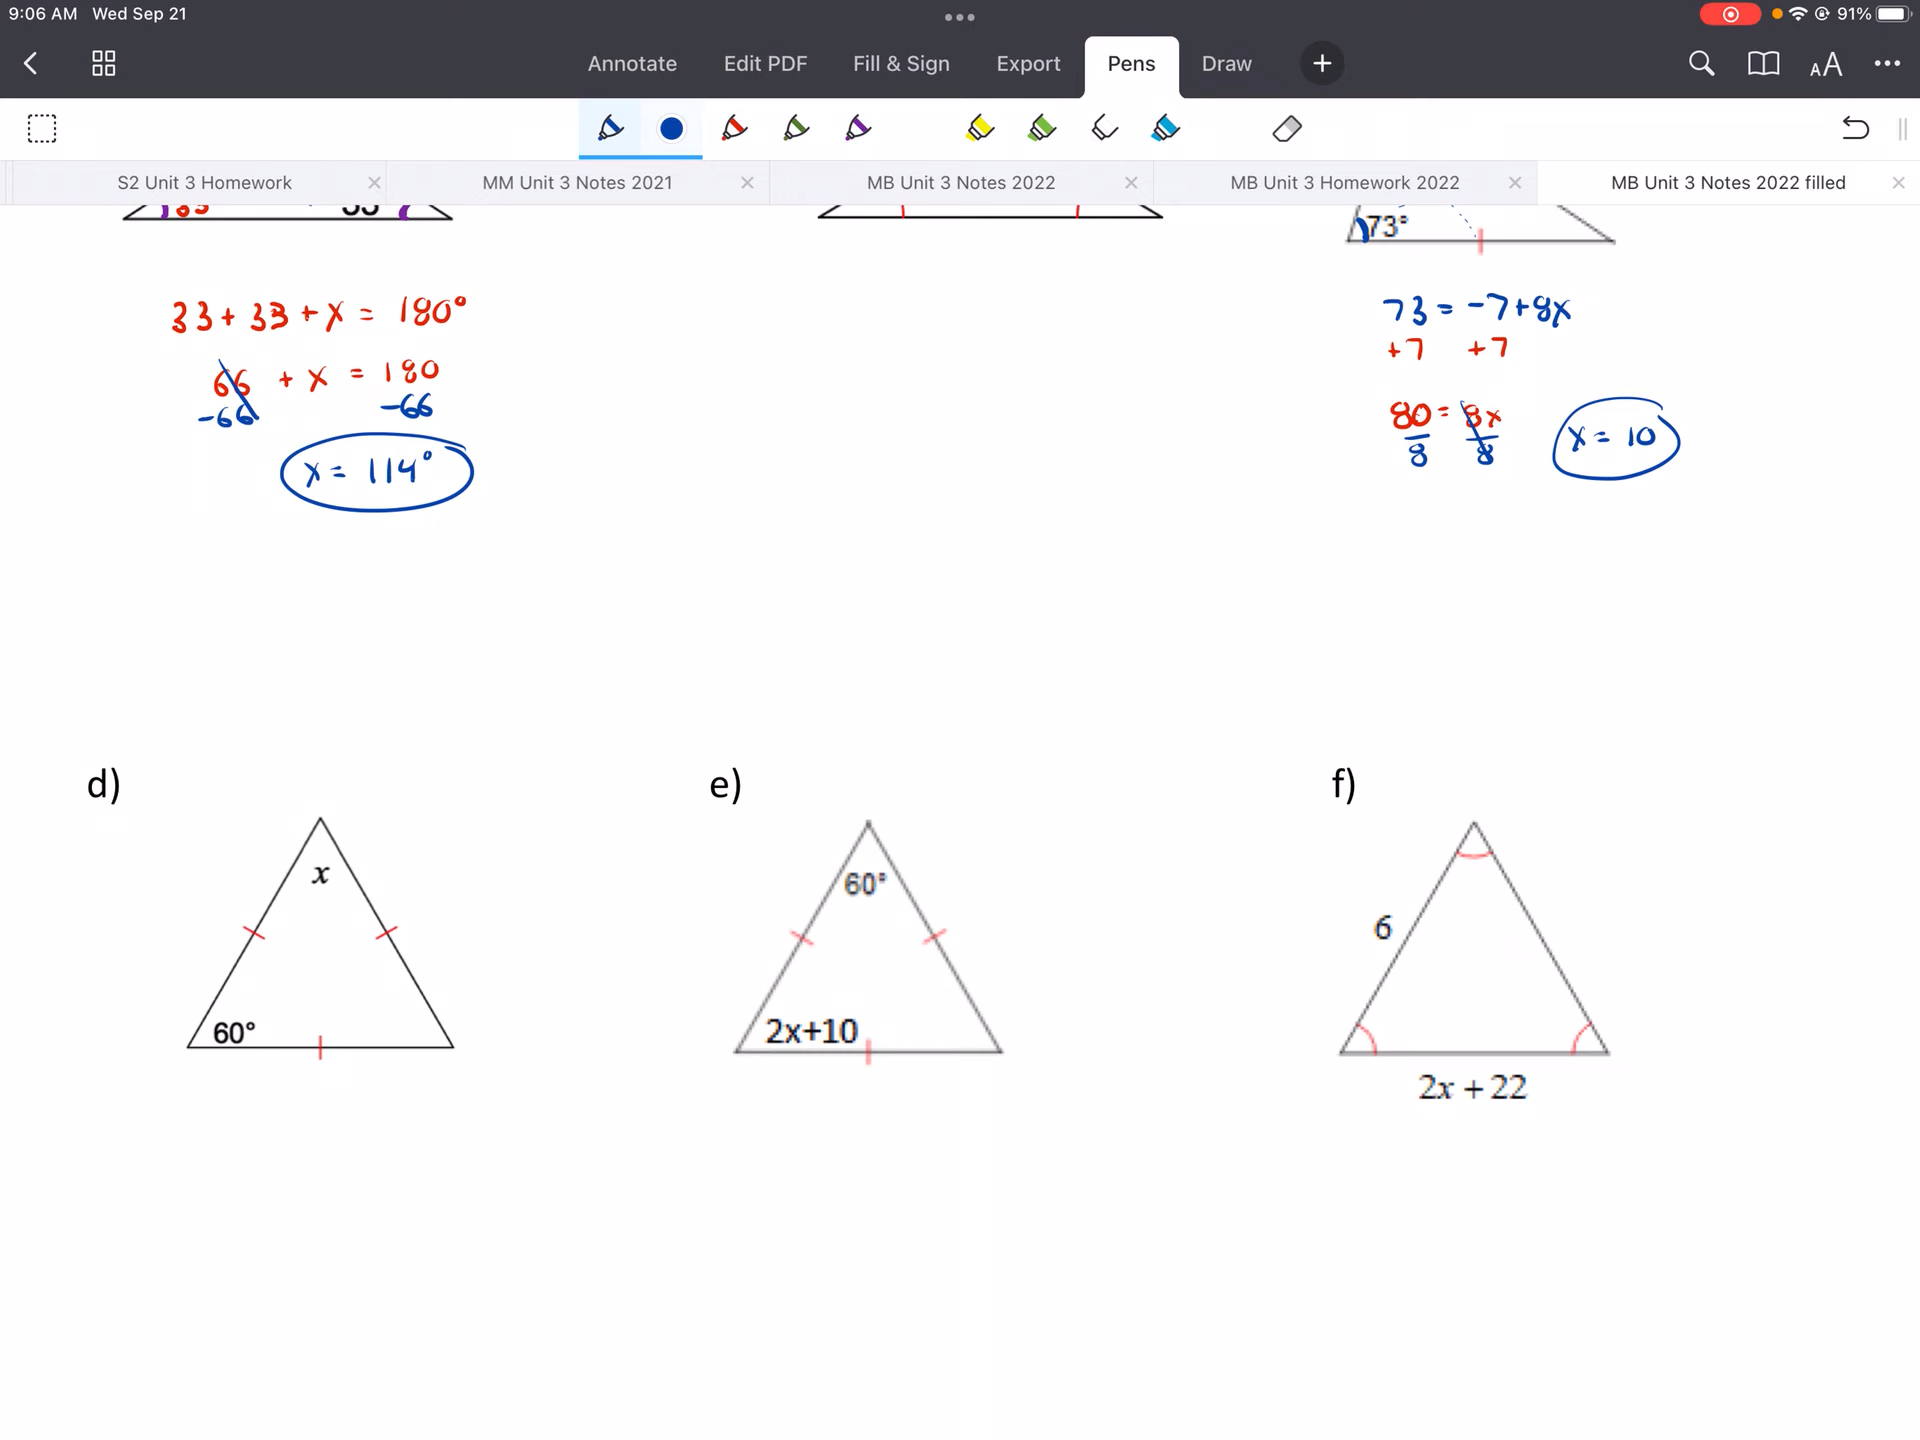 9:06 AM Wed Sep 21
91%
Annotate Edit PDF Fill & Sign Export Pens Draw
AA
S2 Unit 3 Homework MM Unit 3 Notes 2021 MB Unit 3 Notes 2022 MB Unit 3 Homework 2022 MB Unit 3 Notes 2022 filled
73°
33 + 33 + x = 180°
66 + x = 180
-66 -66
x = 114°
73 = -7+8x
+7 +7
80 = 8x
8 8
x = 10
d)
x
60°
e)
60°
2x+10
f)
6
2x + 22